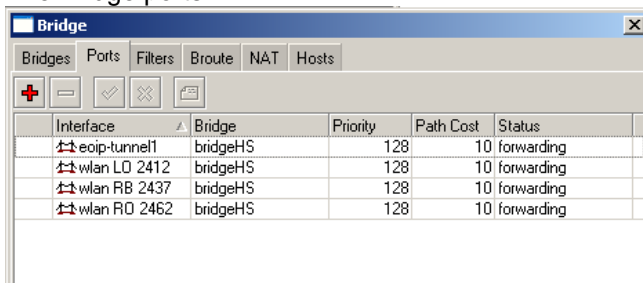 Bridge
Bridges Ports Filters Broute NAT Hosts
Interface Bridge Priority Path Cost Status
eoip-tunnel1 bridgeHS 128 10 forwarding
wlan LO 2412 bridgeHS 128 10 forwarding
wlan RB 2437 bridgeHS 128 10 forwarding
wlan RO 2462 bridgeHS 128 10 forwarding